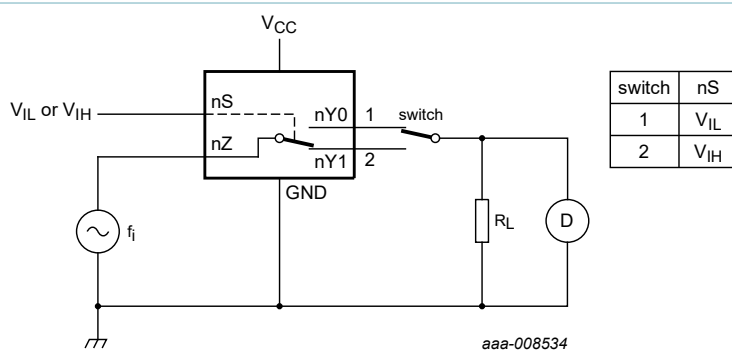 VCC
VIL or VIH
nS
nZ
nY0
nY1
1
2
switch
GND
fi
RL
D
switch nS
1 VIL
2 VIH
aaa-008534